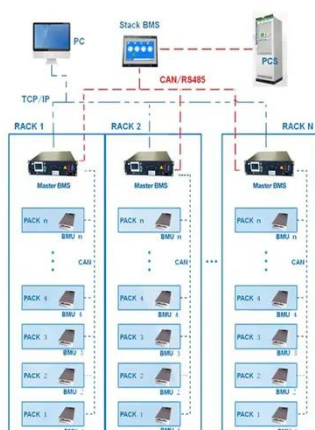 PC
Stack BMS
PCS
CAN/RS485
TCP/IP
RACK 1
RACK 2
RACK N
Master BMS
Master BMS
Master BMS
PACK n
BMU n
PACK n
BMU n
PACK n
BMU n
CAN
CAN
CAN
...
PACK 4
BMU 4
PACK 4
BMU 4
PACK 4
BMU 4
PACK 3
BMU 3
PACK 3
BMU 3
PACK 3
BMU 3
PACK 2
BMU 2
PACK 2
BMU 2
PACK 2
BMU 2
PACK 1
PACK 1
PACK 1